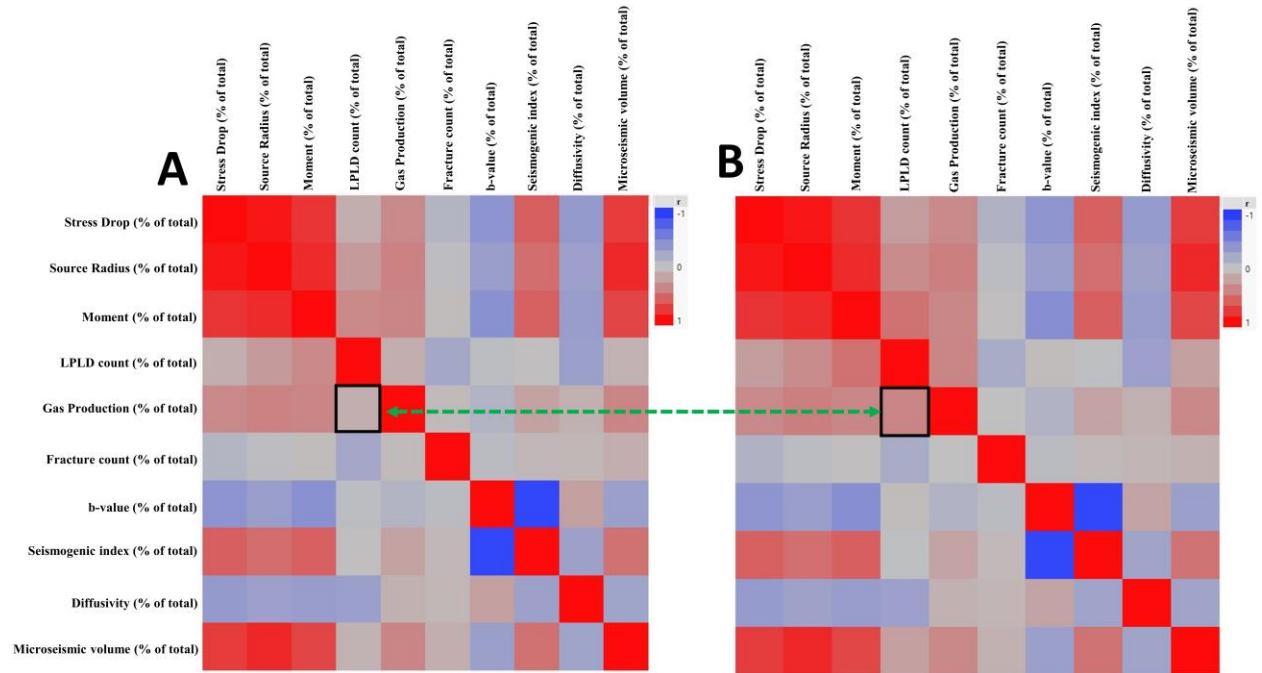 Stress Drop (% of total)
Source Radius (% of total)
Moment (% of total)
LPLD count (% of total)
Gas Production (% of total)
Fracture count (% of total)
b-value (% of total)
Seismogenic index (% of total)
Diffusivity (% of total)
Microseismic volume (% of total)
Stress Drop (% of total)
Source Radius (% of total)
Moment (% of total)
LPLD count (% of total)
Gas Production (% of total)
Fracture count (% of total)
b-value (% of total)
Seismogenic index (% of total)
Diffusivity (% of total)
Microseismic volume (% of total)
A
B
r
-1
0
1
r
-1
0
1
Stress Drop (% of total)
Source Radius (% of total)
Moment (% of total)
LPLD count (% of total)
Gas Production (% of total)
Fracture count (% of total)
b-value (% of total)
Seismogenic index (% of total)
Diffusivity (% of total)
Microseismic volume (% of total)